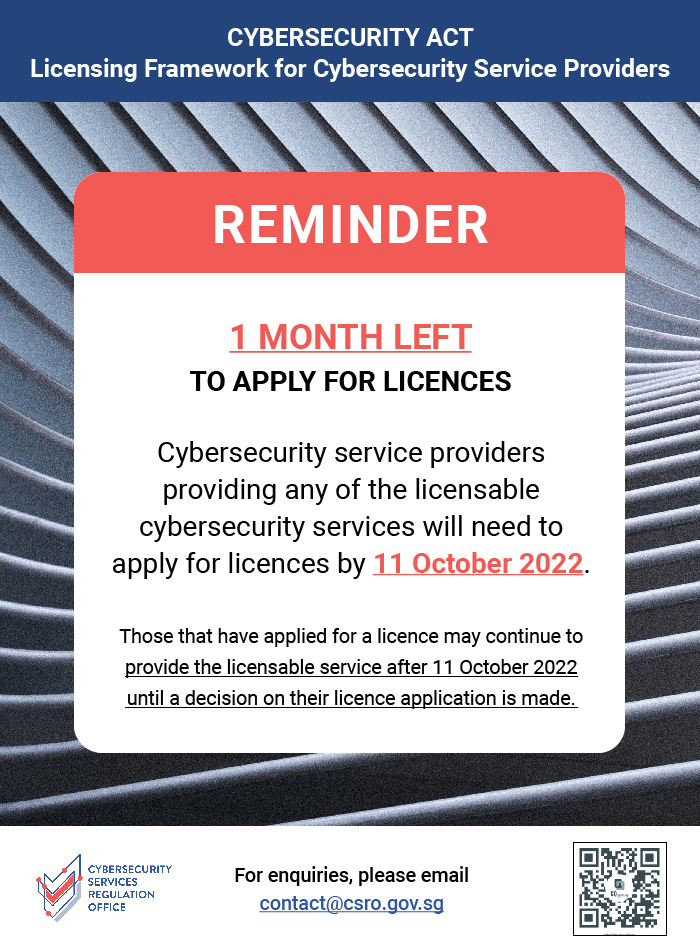 CYBERSECURITY ACT
Licensing Framework for Cybersecurity Service Providers
REMINDER
1 MONTH LEFT
TO APPLY FOR LICENCES
Cybersecurity service providers
providing any of the licensable
cybersecurity services will need to
apply for licences by 11 October 2022.
Those that have applied for a licence may continue to
provide the licensable service after 11 October 2022
until a decision on their licence application is made.
CYBERSECURITY
SERVICES
REGULATION
OFFICE
For enquiries, please email
contact@csro.gov.sg